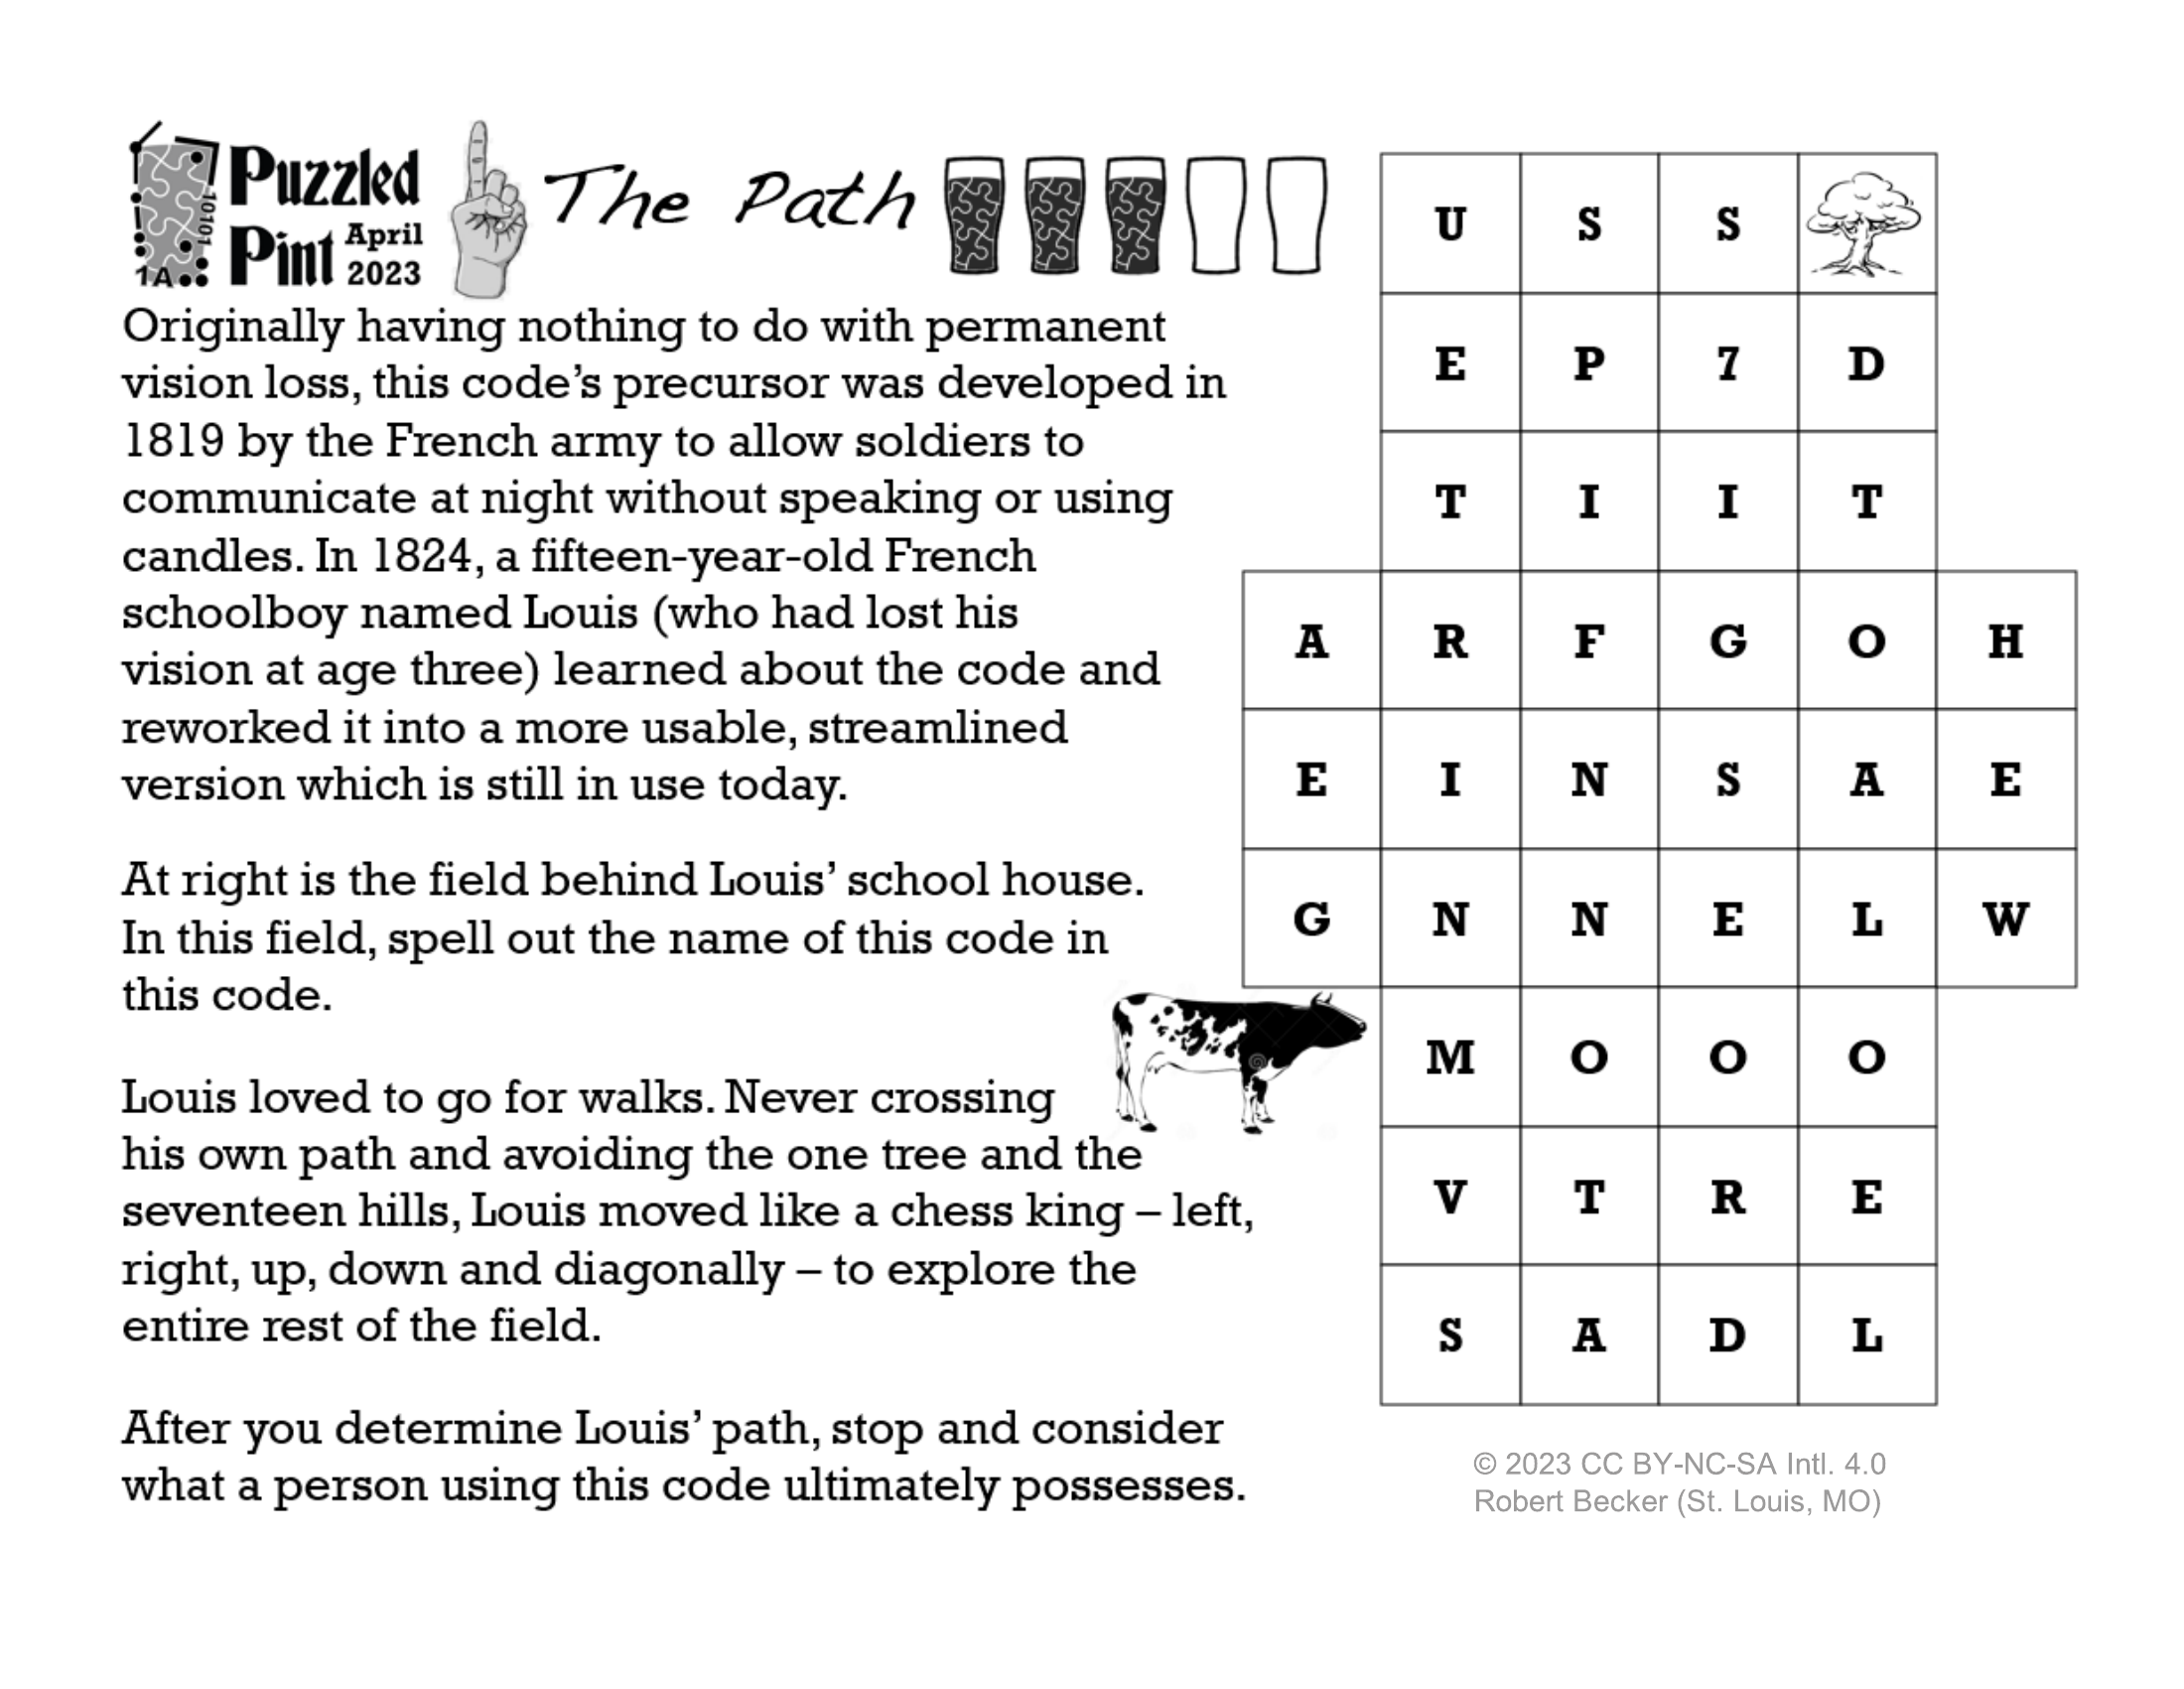 Puzzled
Pint April
2023
1A
10101
The Path
Originally having nothing to do with permanent
vision loss, this code's precursor was developed in
1819 by the French army to allow soldiers to
communicate at night without speaking or using
candles. In 1824, a fifteen-year-old French
schoolboy named Louis (who had lost his
vision at age three) learned about the code and
reworked it into a more usable, streamlined
version which is still in use today.
At right is the field behind Louis' school house.
In this field, spell out the name of this code in
this code.
Louis loved to go for walks. Never crossing
his own path and avoiding the one tree and the
seventeen hills, Louis moved like a chess king – left,
right, up, down and diagonally – to explore the
entire rest of the field.
After you determine Louis' path, stop and consider
what a person using this code ultimately possesses.
U S S
E P 7 D
T I I T
A R F G O H
E I N S A E
G N N E L W
M O O O
V T R E
S A D L
© 2023 CC BY-NC-SA Intl. 4.0
Robert Becker (St. Louis, MO)